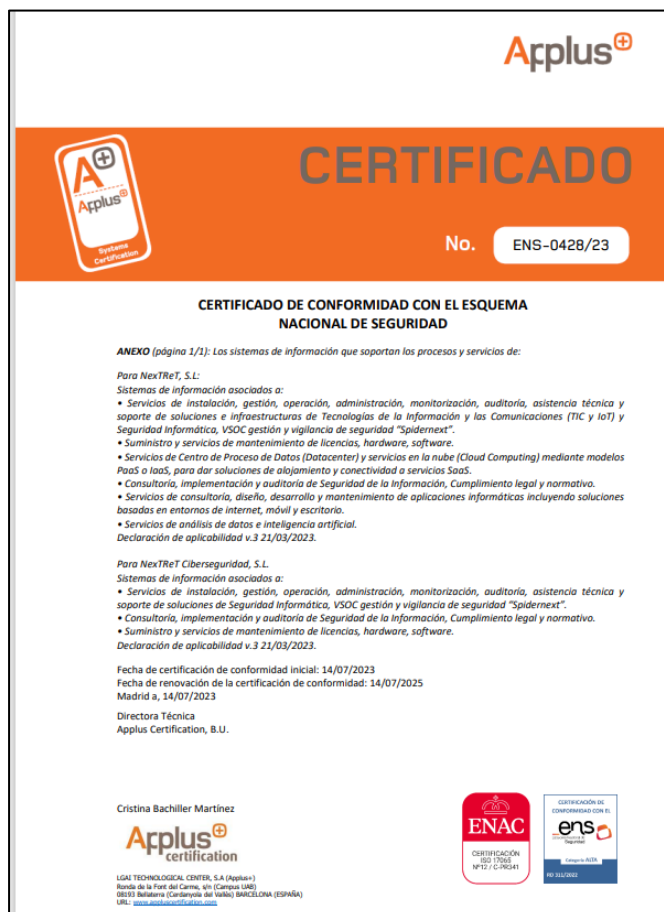 Applus+
A+
Applus+
Systems
Certification
CERTIFICADO
No.
ENS-0428/23
CERTIFICADO DE CONFORMIDAD CON EL ESQUEMA
NACIONAL DE SEGURIDAD
ANEXO (página 1/1): Los sistemas de información que soportan los procesos y servicios de:
Para NexTReT, S.L:
Sistemas de información asociados a:
• Servicios de instalación, gestión, operación, administración, monitorización, auditoría, asistencia técnica y
soporte de soluciones e infraestructuras de Tecnologías de la Información y las Comunicaciones (TIC y IoT) y
Seguridad Informática, VSOC gestión y vigilancia de seguridad "Spidernext".
• Suministro y servicios de mantenimiento de licencias, hardware, software.
• Servicios de Centro de Proceso de Datos (Datacenter) y servicios en la nube (Cloud Computing) mediante modelos
PaaS o IaaS, para dar soluciones de alojamiento y conectividad a servicios SaaS.
• Consultoría, implementación y auditoría de Seguridad de la Información, Cumplimiento legal y normativo.
• Servicios de consultoría, diseño, desarrollo y mantenimiento de aplicaciones informáticas incluyendo soluciones
basadas en entornos de internet, móvil y escritorio.
• Servicios de análisis de datos e inteligencia artificial.
Declaración de aplicabilidad v.3 21/03/2023.
Para NexTReT Ciberseguridad, S.L.
Sistemas de información asociados a:
• Servicios de instalación, gestión, operación, administración, monitorización, auditoría, asistencia técnica y
soporte de soluciones de Seguridad Informática, VSOC gestión y vigilancia de seguridad "Spidernext".
• Consultoría, implementación y auditoría de Seguridad de la Información, Cumplimiento legal y normativo.
• Suministro y servicios de mantenimiento de licencias, hardware, software.
Declaración de aplicabilidad v.3 21/03/2023.
Fecha de certificación de conformidad inicial: 14/07/2023
Fecha de renovación de la certificación de conformidad: 14/07/2025
Madrid a, 14/07/2023
Directora Técnica
Applus Certification, B.U.
Cristina Bachiller Martínez
Applus+
certification
LGAI TECHNOLOGICAL CENTER, S.A (Applus+)
Ronda de la Font del Carme, s/n (Campus UAB)
08193 Bellaterra (Cerdanyola del Vallès) BARCELONA (ESPAÑA)
URL: www.appluscertification.com
ENAC
CERTIFICACIÓN
ISO 17065
Nº12 / C-PR341
CERTIFICACIÓN DE
CONFORMIDAD CON EL
ens
Seguridad
Categoría ALTA
RD 311/2022